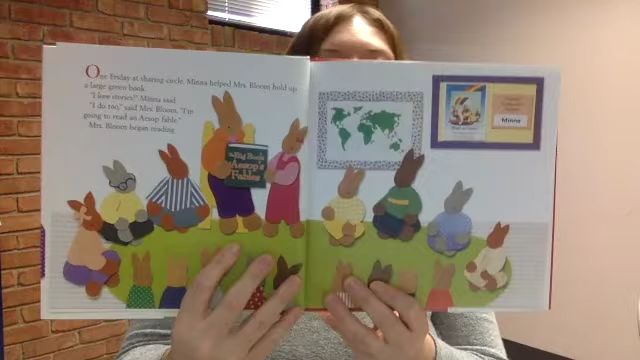 One Friday at sharing circle, Minna helped Mrs. Bloom hold up
a large green book.
"I love stories!" Minna said.
"I do too," said Mrs. Bloom. "I'm
going to read an Aesop fable."
Mrs. Bloom began reading.
The Big Book
of
Aesop's
Fables
Minna